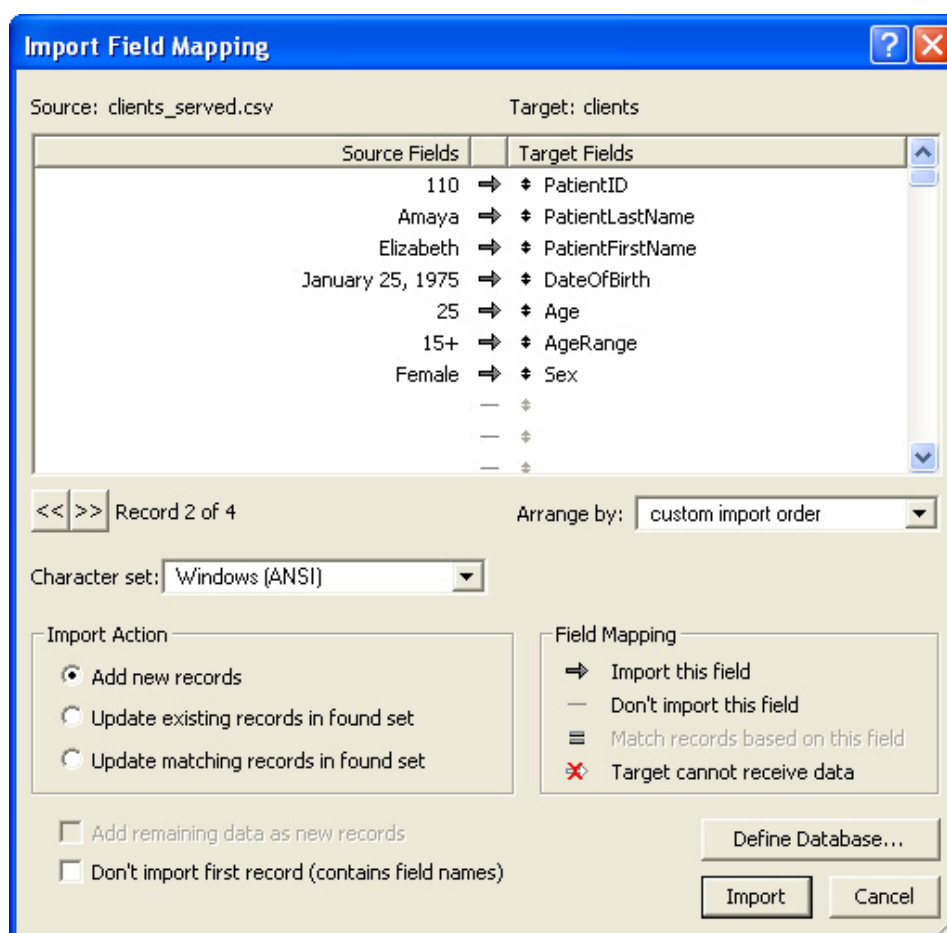 Import Field Mapping
Source: clients_served.csv Target: clients
Source Fields Target Fields
110 PatientID
Amaya PatientLastName
Elizabeth PatientFirstName
January 25, 1975 DateOfBirth
25 Age
15+ AgeRange
Female Sex
<< >> Record 2 of 4 Arrange by: custom import order
Character set: Windows (ANSI)
Import Action
Add new records
Update existing records in found set
Update matching records in found set
Field Mapping
Import this field
Don't import this field
Match records based on this field
Target cannot receive data
Add remaining data as new records
Don't import first record (contains field names)
Define Database...
Import Cancel